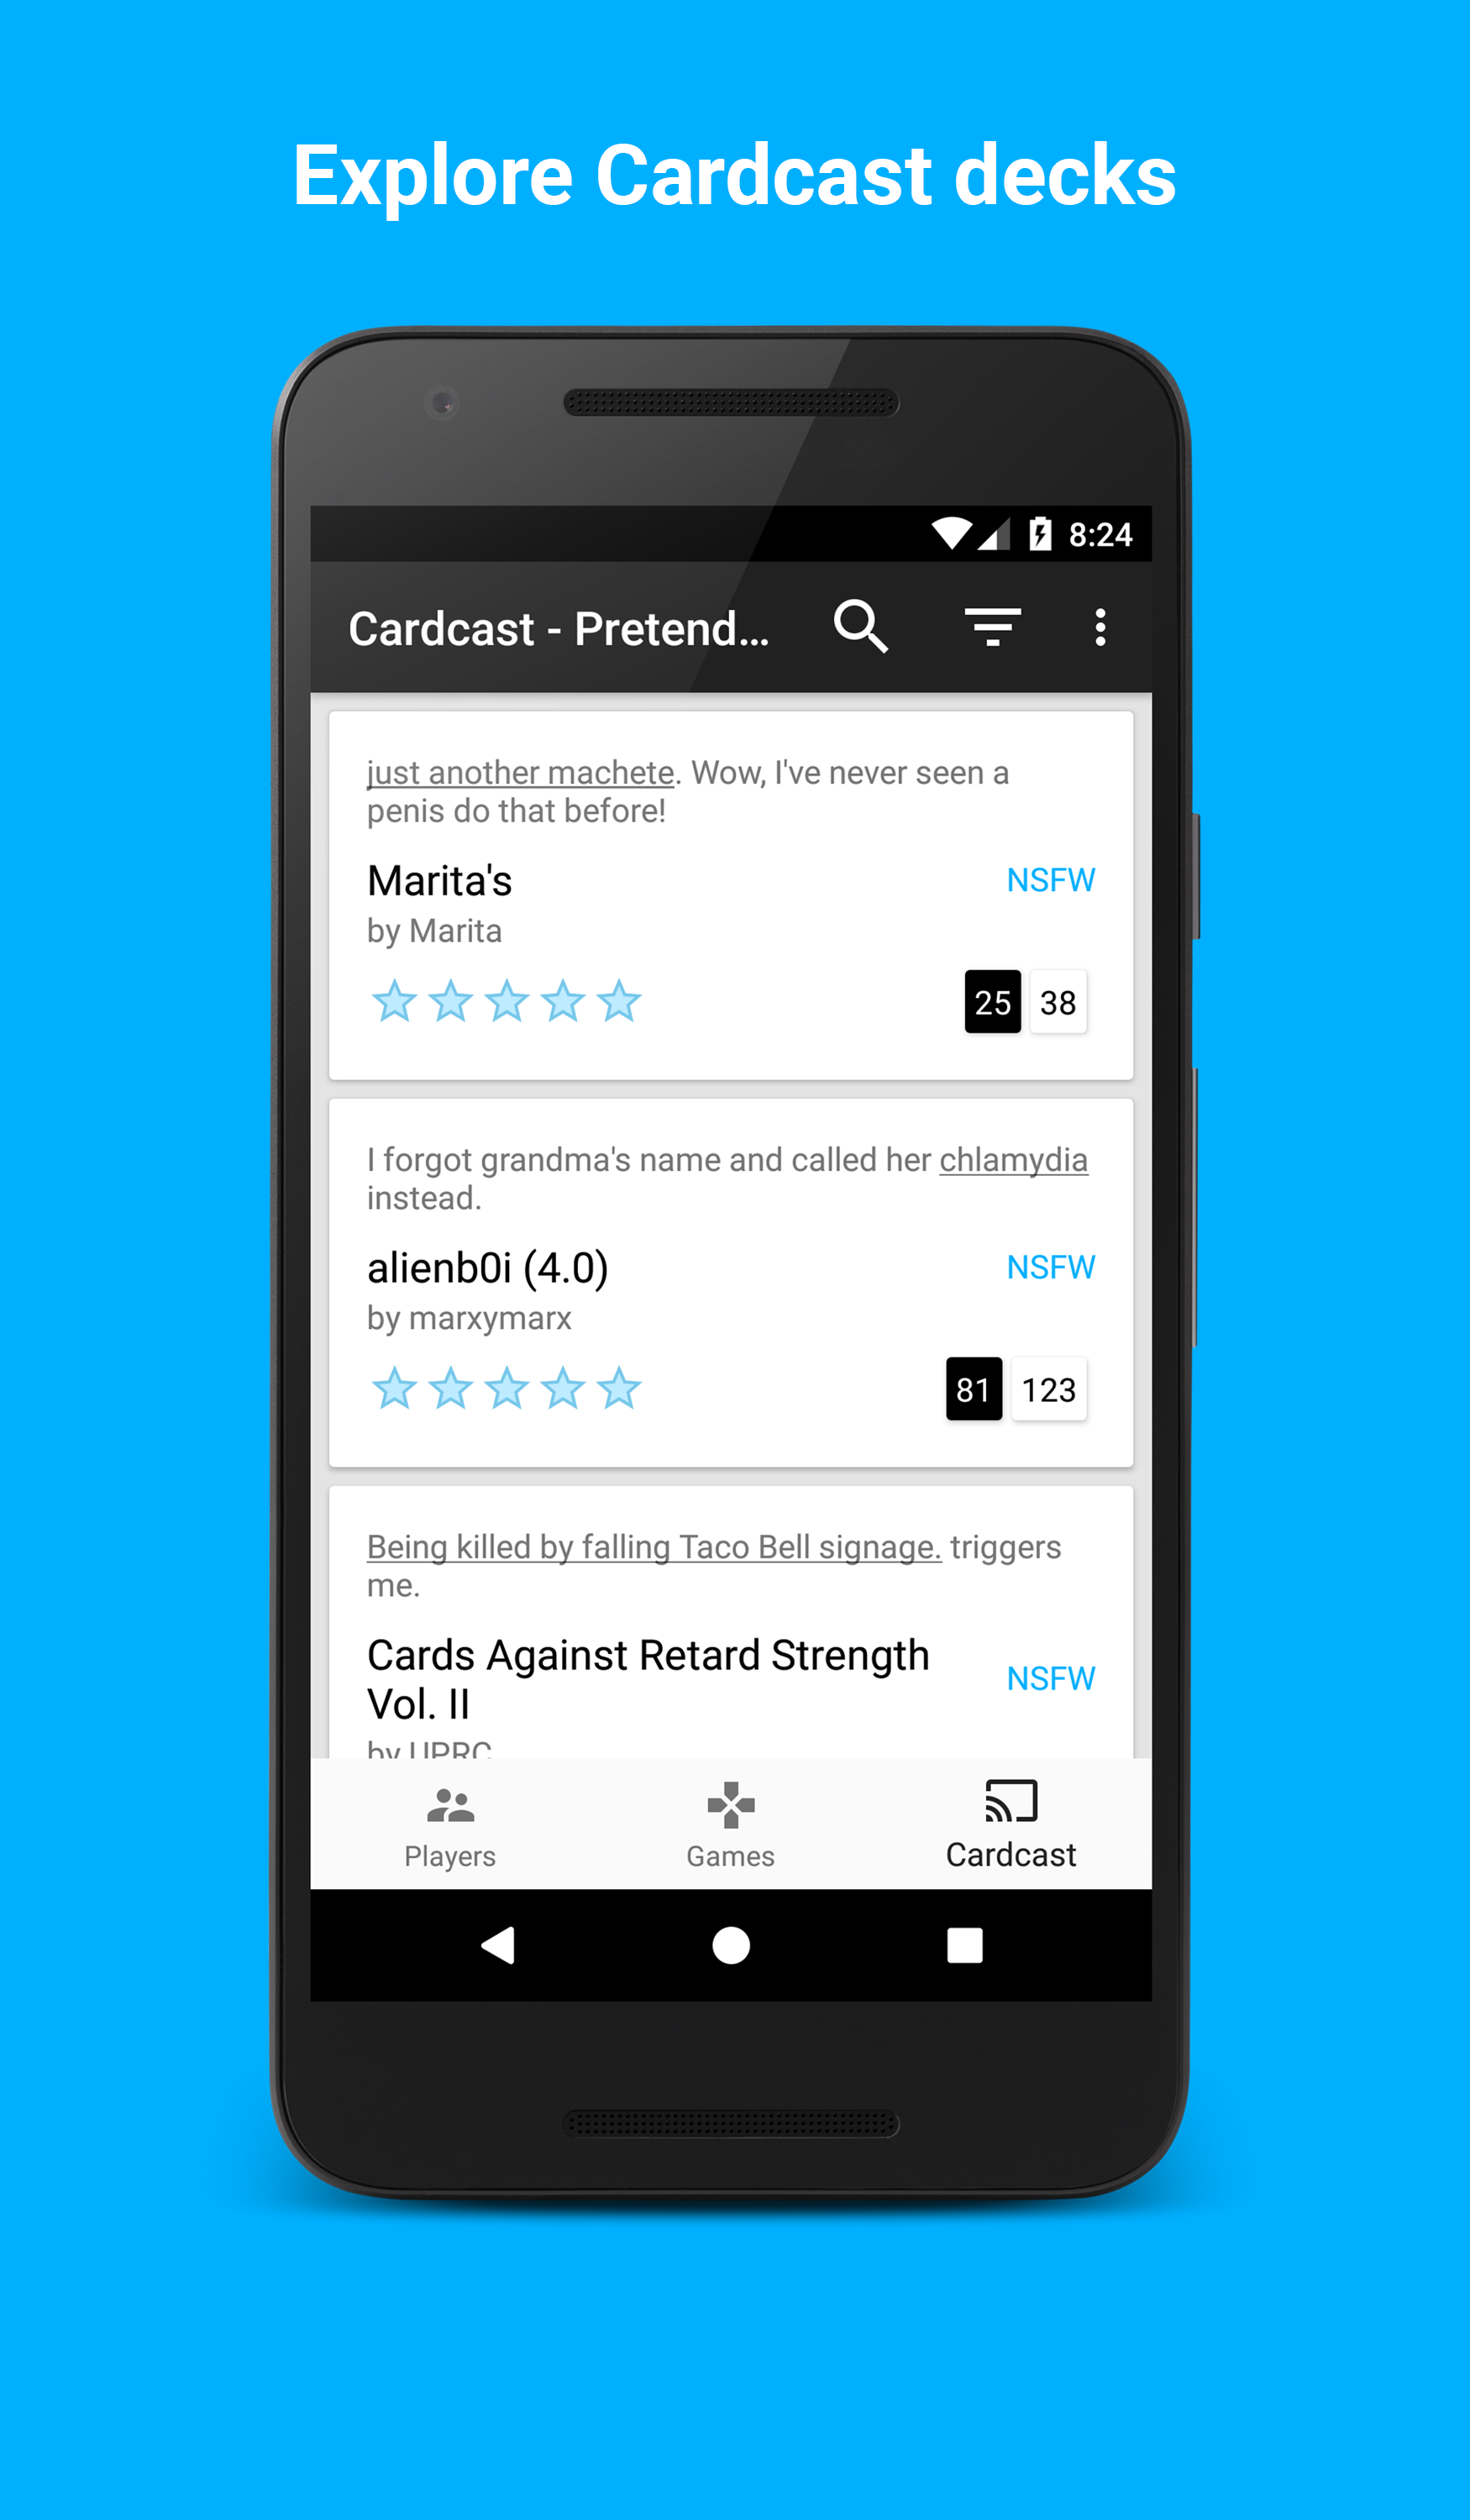 Explore Cardcast decks
8:24
Cardcast - Pretend...
just another machete. Wow, I've never seen a
penis do that before!
Marita's
NSFW
by Marita
25 38
I forgot grandma's name and called her chlamydia
instead.
alienb0i (4.0)
NSFW
by marxymarx
81 123
Being killed by falling Taco Bell signage. triggers
me.
Cards Against Retard Strength
Vol. II
NSFW
by UPRC
Players
Games
Cardcast